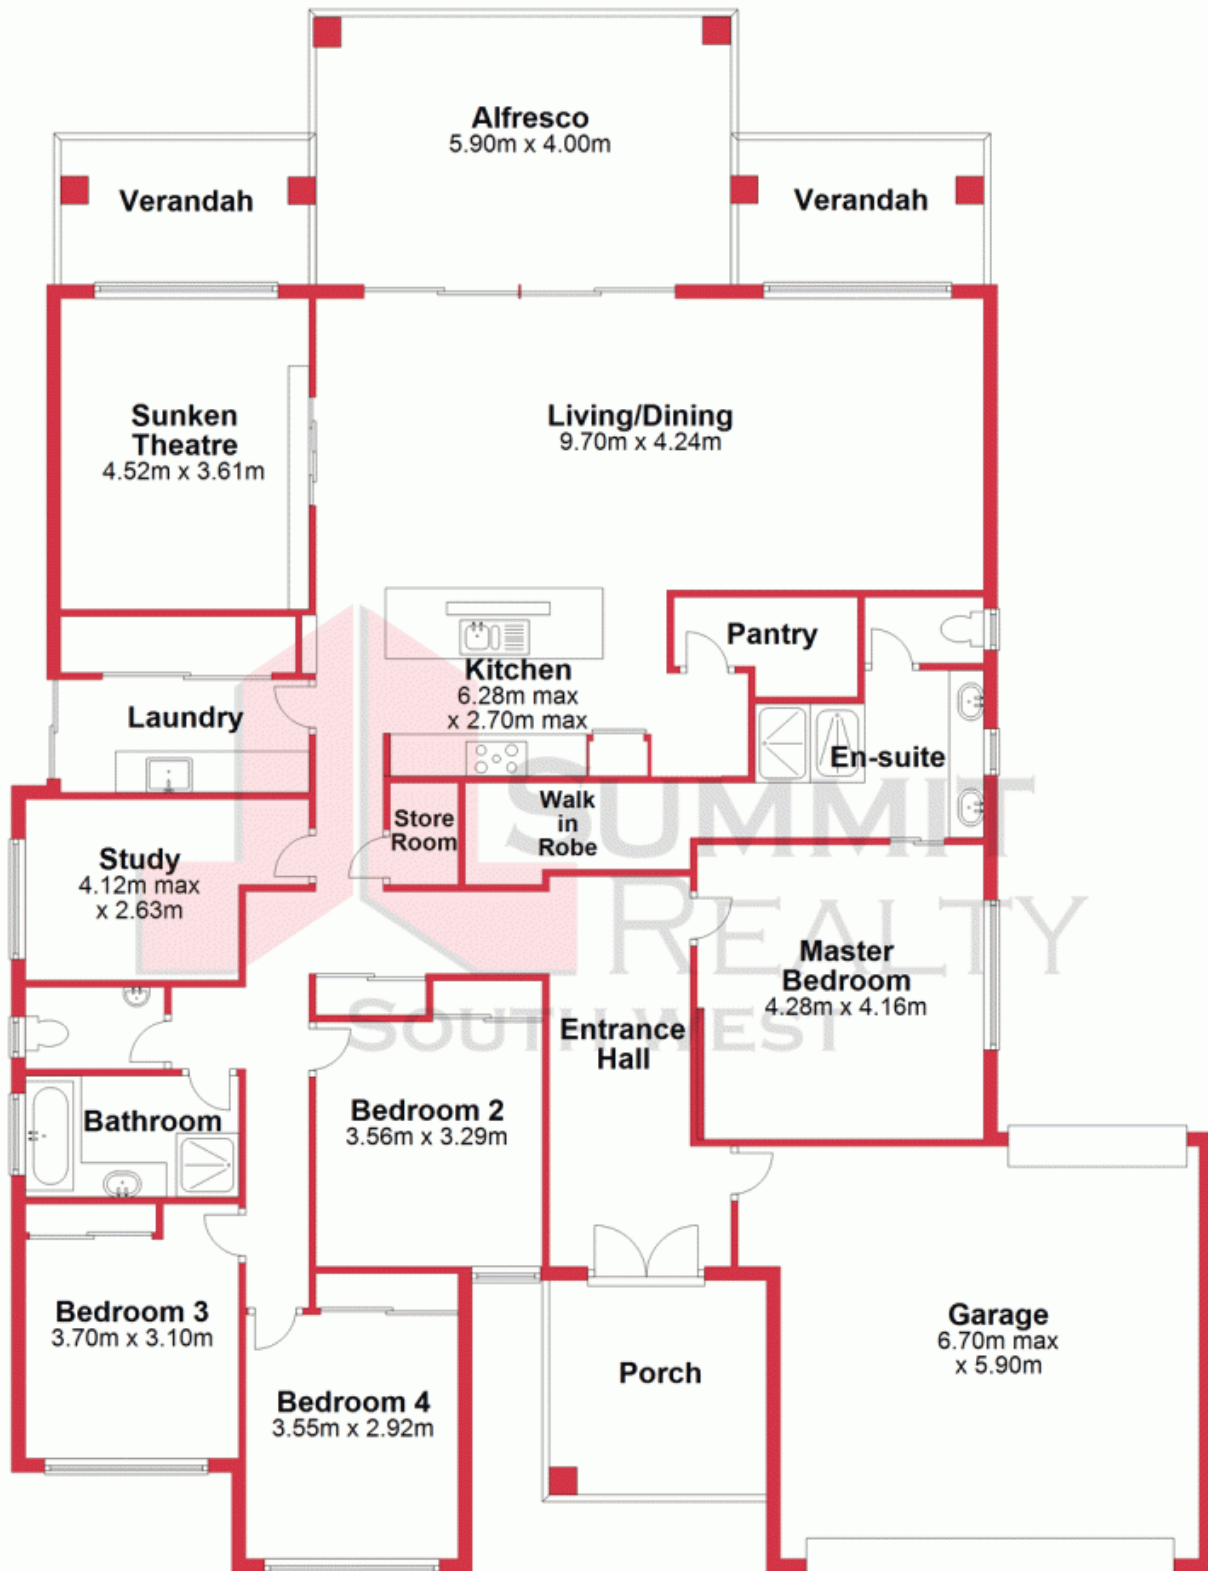 Alfresco
5.90m x 4.00m
Verandah
Verandah
Sunken
Theatre
4.52m x 3.61m
Living/Dining
9.70m x 4.24m
Pantry
Kitchen
6.28m max
x 2.70m max
Laundry
En-suite
Walk
in
Robe
Store
Room
SUMMIT
REALTY
SOUTH WEST
Study
4.12m max
x 2.63m
Master
Bedroom
4.28m x 4.16m
Entrance
Hall
Bathroom
Bedroom 2
3.56m x 3.29m
Bedroom 3
3.70m x 3.10m
Garage
6.70m max
x 5.90m
Porch
Bedroom 4
3.55m x 2.92m